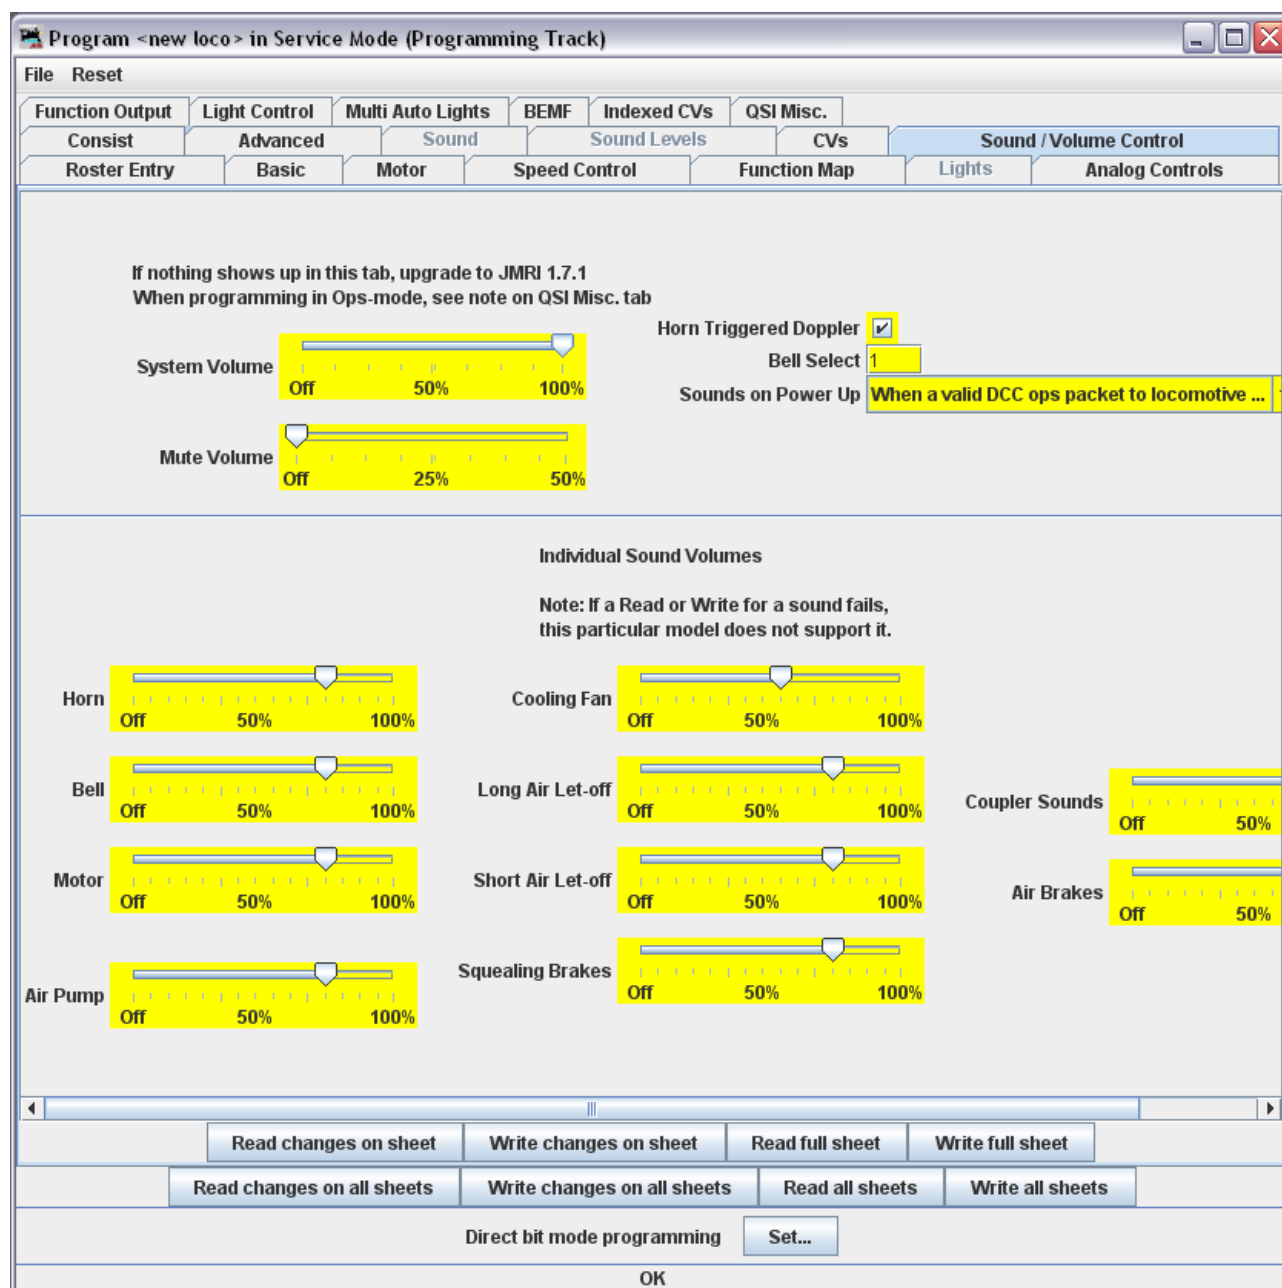 Program <new loco> in Service Mode (Programming Track)
File Reset
Function Output Light Control Multi Auto Lights BEMF Indexed CVs QSI Misc.
Consist Advanced Sound Sound Levels CVs Sound / Volume Control
Roster Entry Basic Motor Speed Control Function Map Lights Analog Controls
If nothing shows up in this tab, upgrade to JMRI 1.7.1
When programming in Ops-mode, see note on QSI Misc. tab
System Volume
Off 50% 100%
Mute Volume
Off 25% 50%
Horn Triggered Doppler
Bell Select 1
Sounds on Power Up When a valid DCC ops packet to locomotive ...
Individual Sound Volumes
Note: If a Read or Write for a sound fails,
this particular model does not support it.
Horn
Off 50% 100%
Bell
Off 50% 100%
Motor
Off 50% 100%
Air Pump
Off 50% 100%
Cooling Fan
Off 50% 100%
Long Air Let-off
Off 50% 100%
Short Air Let-off
Off 50% 100%
Squealing Brakes
Off 50% 100%
Coupler Sounds
Off 50%
Air Brakes
Off 50%
Read changes on sheet Write changes on sheet Read full sheet Write full sheet
Read changes on all sheets Write changes on all sheets Read all sheets Write all sheets
Direct bit mode programming Set...
OK